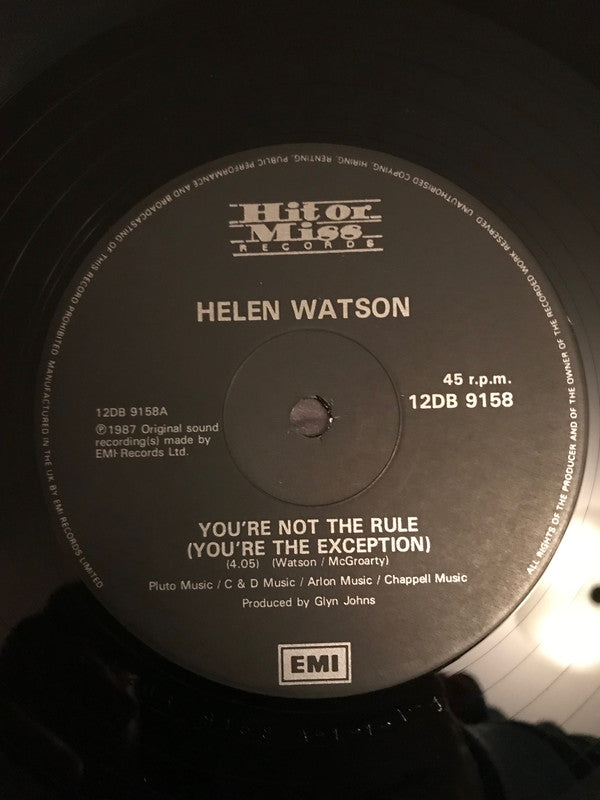 Hit or
Miss
RECORDS
HELEN WATSON
45 r.p.m.
12DB 9158
12DB 9158A
℗1987 Original sound
recording(s) made by
EMI Records Ltd.
YOU'RE NOT THE RULE
(YOU'RE THE EXCEPTION)
(4.05) (Watson / McGroarty)
Pluto Music / C & D Music / Arlon Music / Chappell Music
Produced by Glyn Johns
EMI
ALL RIGHTS OF THE PRODUCER AND OF THE OWNER OF THE RECORDED WORK RESERVED UNAUTHORISED COPYING, HIRING, RENTING, PUBLIC PERFORMANCE AND BROADCASTING OF THIS RECORD PROHIBITED MANUFACTURED IN THE UK BY EMI RECORDS LIMITED